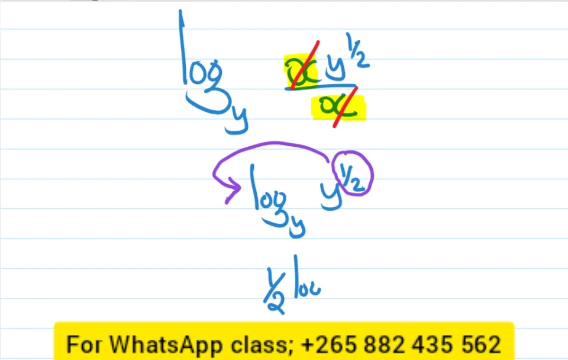 log_y x y^½
x
log_y y^½
½ log
For WhatsApp class; +265 882 435 562